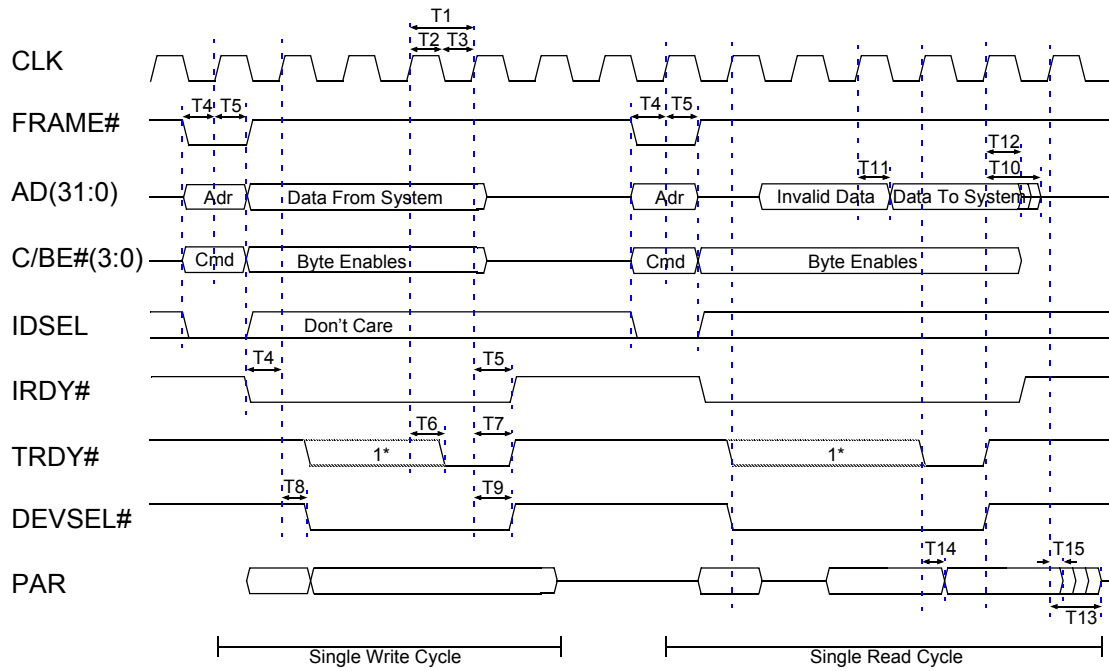 T1
T2 T3
CLK
T4 T5 T4 T5
FRAME#
T12
T11 T10
AD(31:0) Adr Data From System Adr Invalid Data Data To System
C/BE#(3:0) Cmd Byte Enables Cmd Byte Enables
IDSEL Don't Care
T4 T5
IRDY#
T6 T7
TRDY# 1* 1*
T8 T9
DEVSEL#
T14 T15
PAR
T13
Single Write Cycle Single Read Cycle